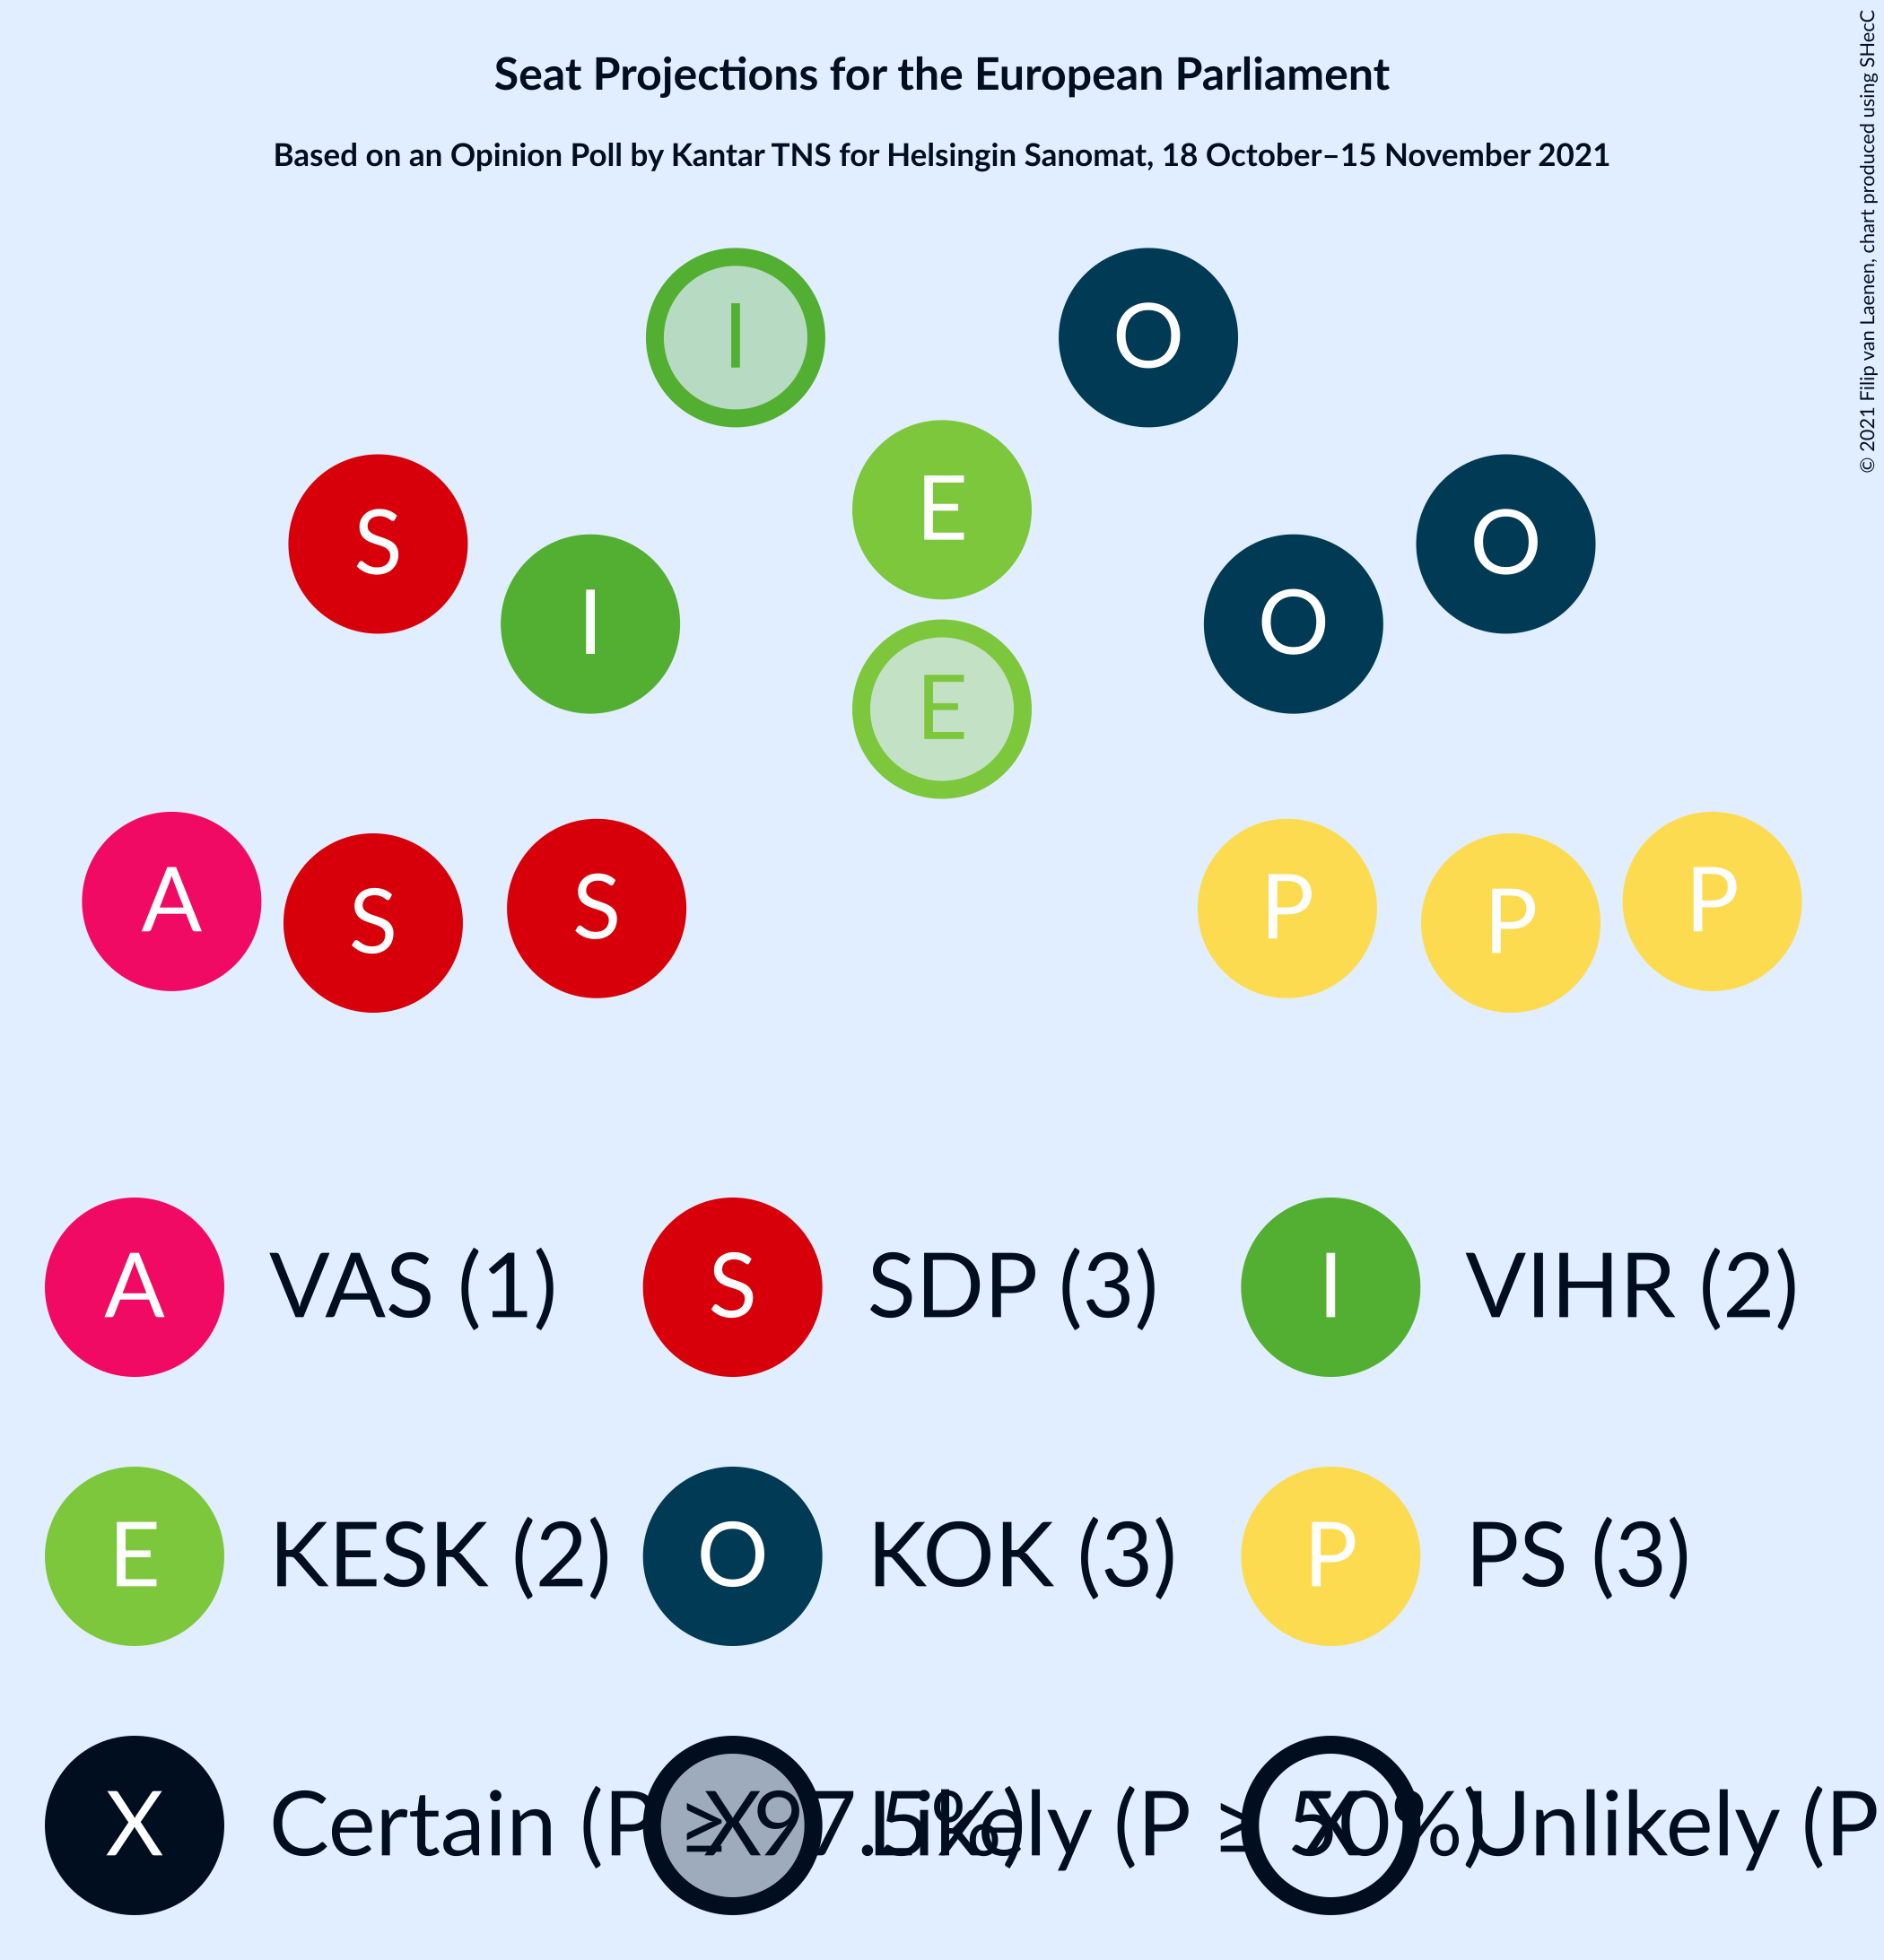 Seat Projections for the European Parliament
Based on an Opinion Poll by Kantar TNS for Helsingin Sanomat, 18 October–15 November 2021
© 2021 Filip van Laenen, chart produced using SHecC
I O
S E O
I O
E
A S S P P P
A VAS (1) S SDP (3) I VIHR (2)
E KESK (2) O KOK (3) P PS (3)
X Certain (P ≥ 97.5%) X Likely (P ≥ 50%) X Unlikely (P